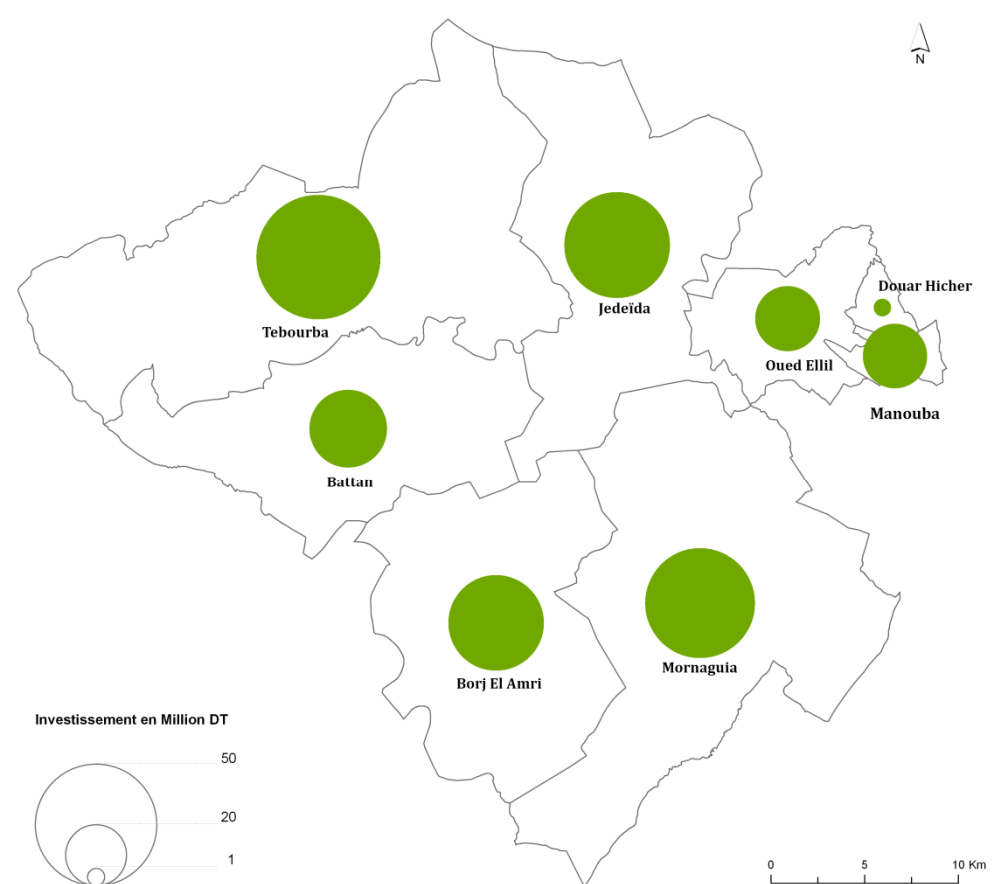 N
Douar Hicher
Jedeïda
Tebourba
Oued Ellil
Manouba
Battan
Mornaguia
Borj El Amri
Investissement en Million DT
50
20
1
0 5 10 Km